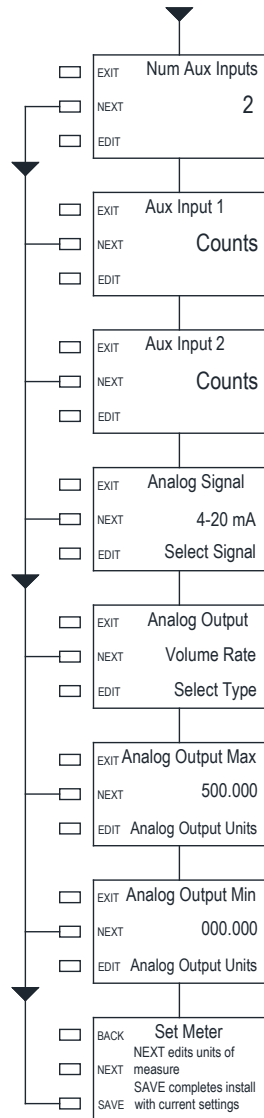 EXIT Num Aux Inputs
NEXT 2
EDIT
EXIT Aux Input 1
NEXT Counts
EDIT
EXIT Aux Input 2
NEXT Counts
EDIT
EXIT Analog Signal
NEXT 4-20 mA
EDIT Select Signal
EXIT Analog Output
NEXT Volume Rate
EDIT Select Type
EXIT Analog Output Max
NEXT 500.000
EDIT Analog Output Units
EXIT Analog Output Min
NEXT 000.000
EDIT Analog Output Units
BACK Set Meter
NEXT edits units of
NEXT measure
SAVE completes install
SAVE with current settings